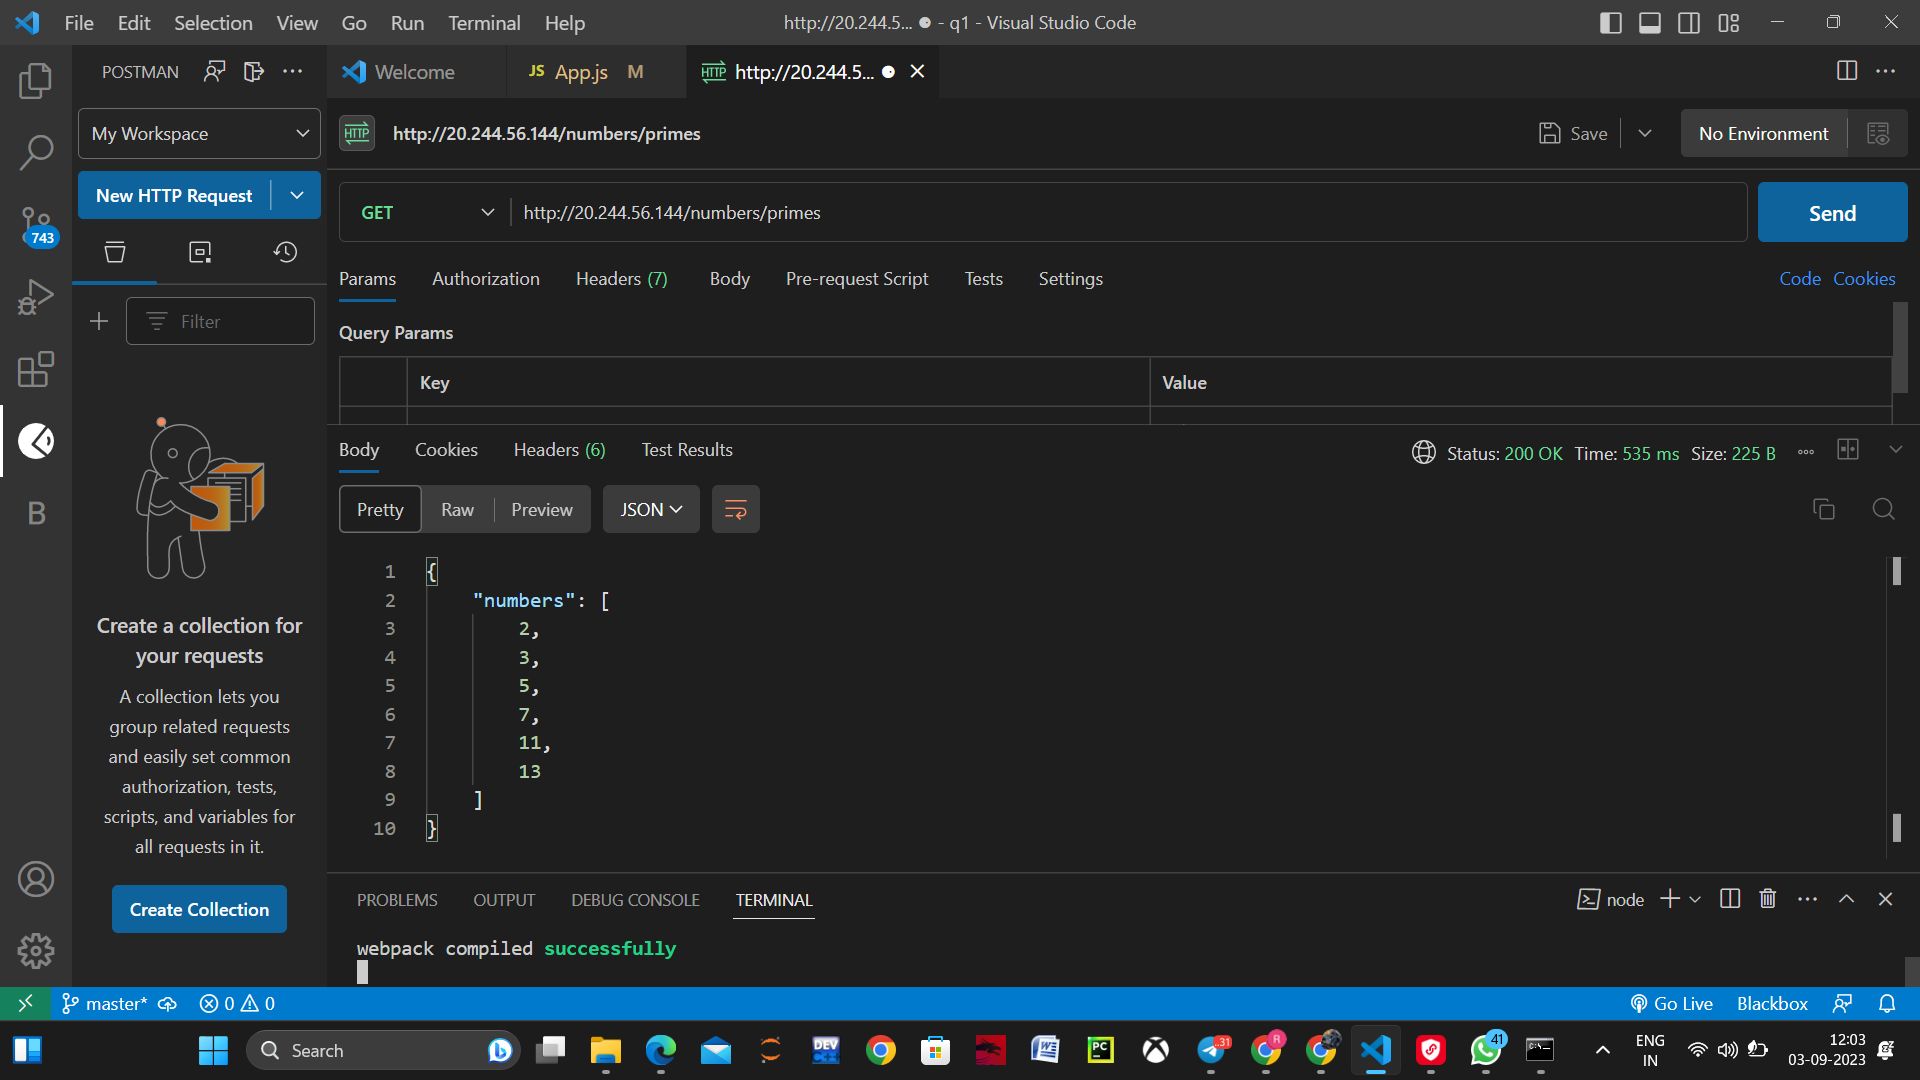 File Edit Selection View Go Run Terminal Help
http://20.244.5... ● - q1 - Visual Studio Code
POSTMAN
Welcome
JS App.js M
HTTP http://20.244.5... ●
My Workspace
HTTP http://20.244.56.144/numbers/primes
Save
No Environment
New HTTP Request
GET
http://20.244.56.144/numbers/primes
Send
743
Params Authorization Headers (7) Body Pre-request Script Tests Settings
Code Cookies
Filter
Query Params
Key Value
Body Cookies Headers (6) Test Results
Status: 200 OK Time: 535 ms Size: 225 B
Pretty Raw Preview JSON
B
1 {
2 "numbers": [
3 2,
4 3,
5 5,
6 7,
7 11,
8 13
9 ]
10 }
Create a collection for
your requests
A collection lets you
group related requests
and easily set common
authorization, tests,
scripts, and variables for
all requests in it.
Create Collection
PROBLEMS OUTPUT DEBUG CONSOLE TERMINAL
node
webpack compiled successfully
master* 0 0
Go Live Blackbox
Search
DEV
C++
PC
31
R
41
ENG
IN
12:03
03-09-2023